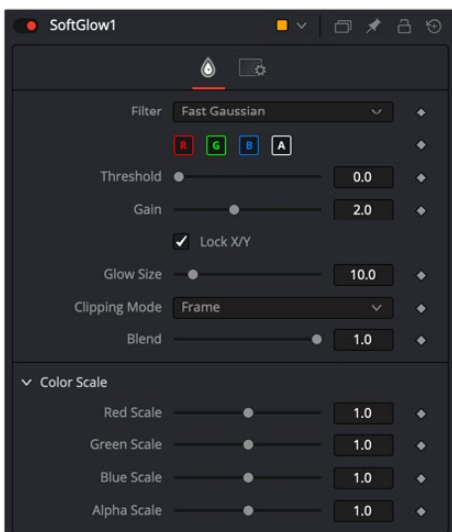 SoftGlow1
Filter Fast Gaussian
R G B A
Threshold 0.0
Gain 2.0
Lock X/Y
Glow Size 10.0
Clipping Mode Frame
Blend 1.0
Color Scale
Red Scale 1.0
Green Scale 1.0
Blue Scale 1.0
Alpha Scale 1.0